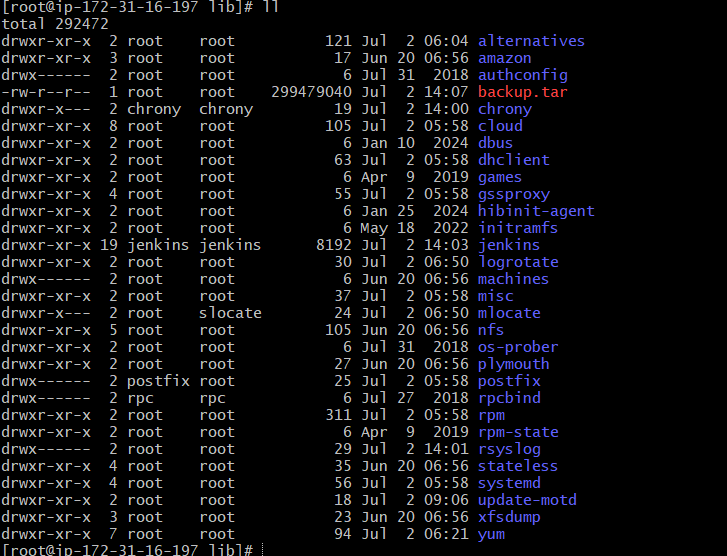 [root@ip-172-31-16-197 lib]# ll
total 292472
drwxr-xr-x  2 root    root          121 Jul  2 06:04 alternatives
drwxr-xr-x  3 root    root           17 Jun 20 06:56 amazon
drwx------  2 root    root            6 Jul 31  2018 authconfig
-rw-r--r--  1 root    root    299479040 Jul  2 14:07 backup.tar
drwxr-x---  2 chrony  chrony         19 Jul  2 14:00 chrony
drwxr-xr-x  8 root    root          105 Jul  2 05:58 cloud
drwxr-xr-x  2 root    root            6 Jan 10  2024 dbus
drwxr-xr-x  2 root    root           63 Jul  2 05:58 dhclient
drwxr-xr-x  2 root    root            6 Apr  9  2019 games
drwxr-xr-x  4 root    root           55 Jul  2 05:58 gssproxy
drwxr-xr-x  2 root    root            6 Jan 25  2024 hibinit-agent
drwxr-xr-x  2 root    root            6 May 18  2022 initramfs
drwxr-xr-x 19 jenkins jenkins      8192 Jul  2 14:03 jenkins
drwxr-xr-x  2 root    root           30 Jul  2 06:50 logrotate
drwx------  2 root    root            6 Jun 20 06:56 machines
drwxr-xr-x  2 root    root           37 Jul  2 05:58 misc
drwxr-x---  2 root    slocate        24 Jul  2 06:50 mlocate
drwxr-xr-x  5 root    root          105 Jun 20 06:56 nfs
drwxr-xr-x  2 root    root            6 Jul 31  2018 os-prober
drwxr-xr-x  2 root    root           27 Jun 20 06:56 plymouth
drwx------  2 postfix root           25 Jul  2 05:58 postfix
drwx------  2 rpc     rpc             6 Jul 27  2018 rpcbind
drwxr-xr-x  2 root    root          311 Jul  2 05:58 rpm
drwxr-xr-x  2 root    root            6 Apr  9  2019 rpm-state
drwx------  2 root    root           29 Jul  2 14:01 rsyslog
drwxr-xr-x  4 root    root           35 Jun 20 06:56 stateless
drwxr-xr-x  4 root    root           56 Jul  2 05:58 systemd
drwxr-xr-x  2 root    root           18 Jul  2 09:06 update-motd
drwxr-xr-x  3 root    root           23 Jun 20 06:56 xfsdump
drwxr-xr-x  7 root    root           94 Jul  2 06:21 yum
[root@ip-172-31-16-197 lib]#